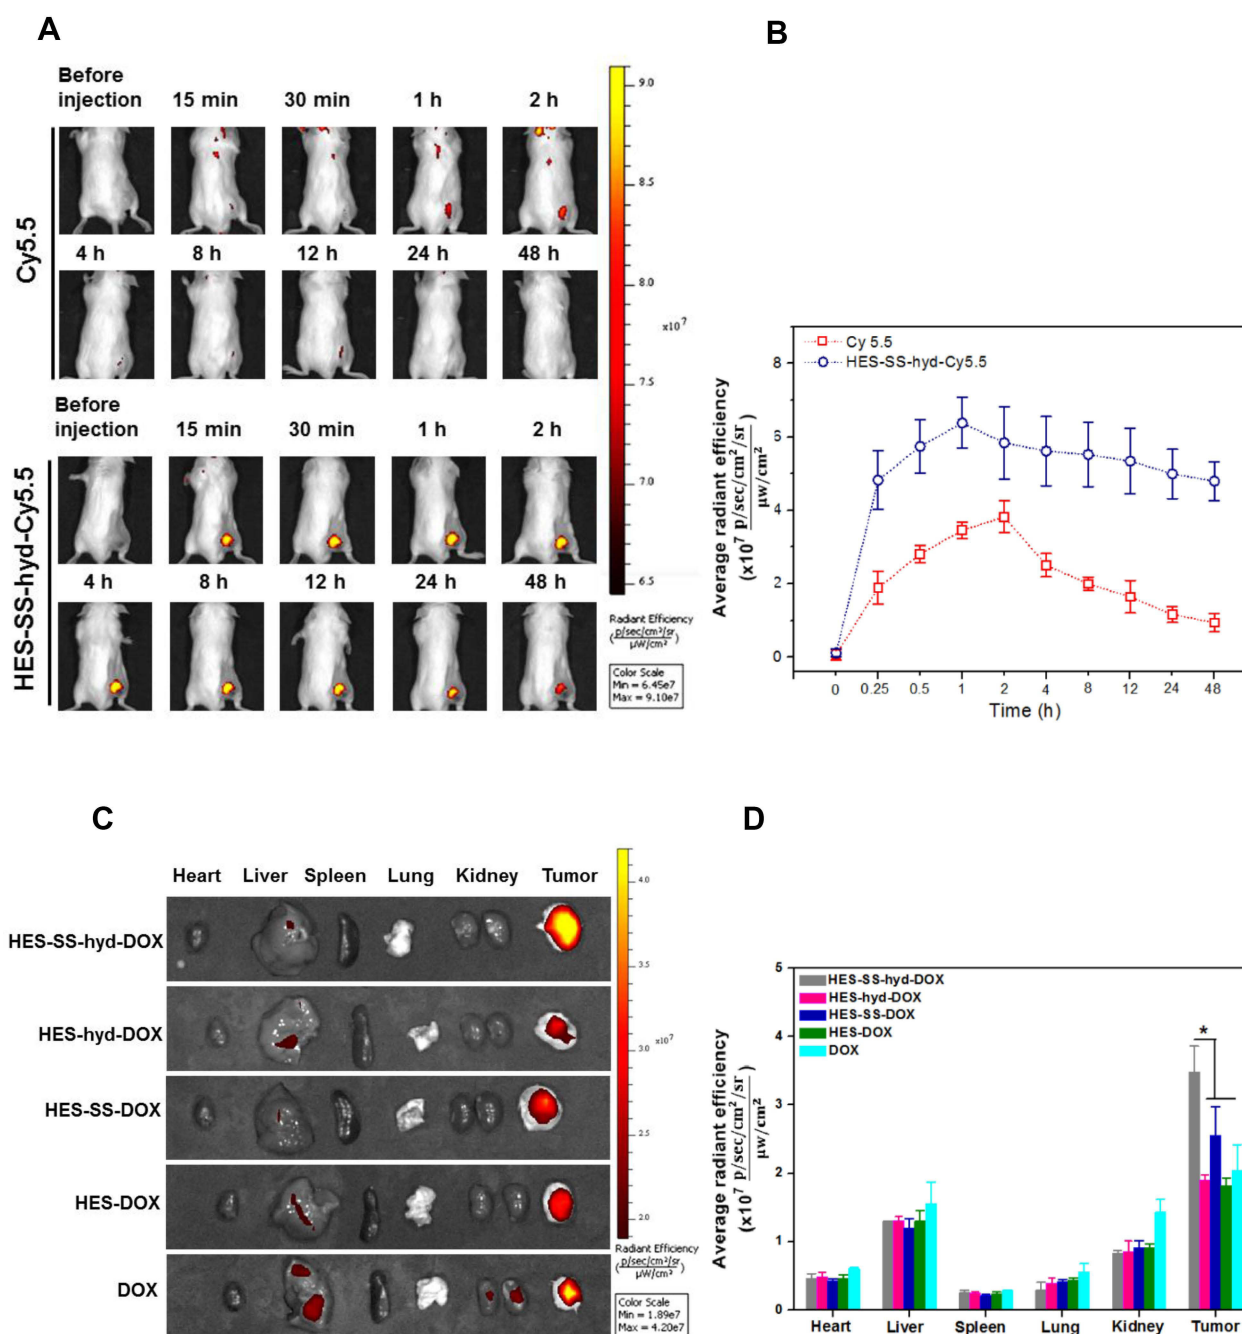 A
Before
injection
15 min
30 min
1 h
2 h
Cy5.5
4 h
8 h
12 h
24 h
48 h
Before
injection
15 min
30 min
1 h
2 h
HES-SS-hyd-Cy5.5
4 h
8 h
12 h
24 h
48 h
9.0
8.5
8.0
x10⁷
7.5
7.0
6.5
Radiant Efficiency
(p/sec/cm²/sr / µW/cm²)
Color Scale
Min = 6.45e7
Max = 9.10e7
B
Cy 5.5
HES-SS-hyd-Cy5.5
Average radiant efficiency
(x10⁷ p/sec/cm²/sr / µw/cm²)
8
6
4
2
0
0 0.25 0.5 1 2 4 8 12 24 48
Time (h)
C
Heart Liver Spleen Lung Kidney Tumor
HES-SS-hyd-DOX
HES-hyd-DOX
HES-SS-DOX
HES-DOX
DOX
4.0
3.5
3.0
x10⁷
2.5
2.0
Radiant Efficiency
(p/sec/cm²/sr / µW/cm²)
Color Scale
Min = 1.89e7
Max = 4.20e7
D
HES-SS-hyd-DOX
HES-hyd-DOX
HES-SS-DOX
HES-DOX
DOX
*
Average radiant efficiency
(x10⁷ p/sec/cm²/sr / µw/cm²)
5
4
3
2
1
0
Heart Liver Spleen Lung Kidney Tumor